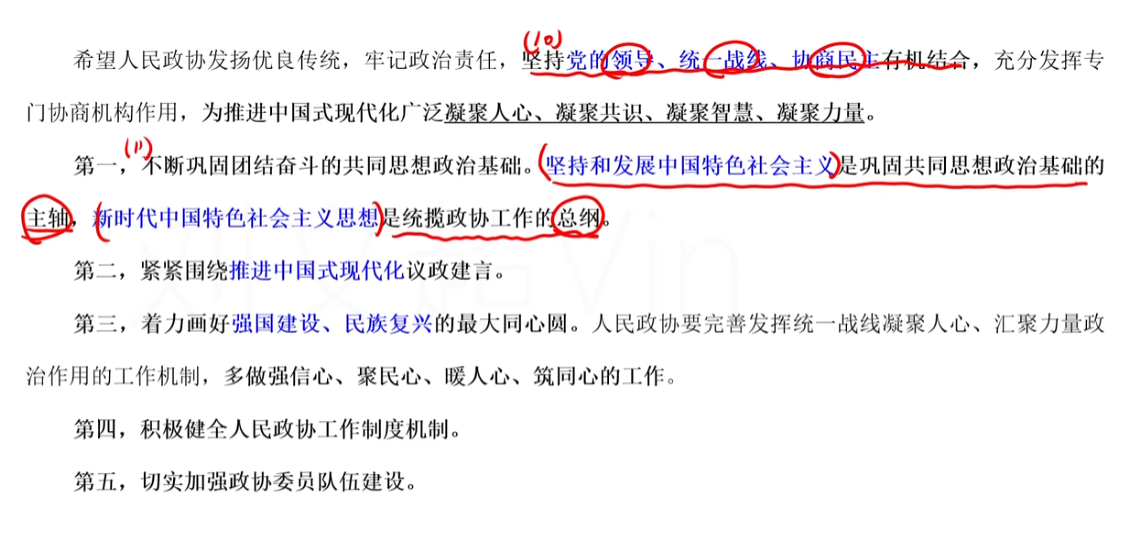 (10)
希望人民政协发扬优良传统，牢记政治责任，坚持党的领导、统一战线、协商民主有机结合，充分发挥专
门协商机构作用，为推进中国式现代化广泛凝聚人心、凝聚共识、凝聚智慧、凝聚力量。
(11)
第一，不断巩固团结奋斗的共同思想政治基础。坚持和发展中国特色社会主义是巩固共同思想政治基础的
主轴，新时代中国特色社会主义思想是统揽政协工作的总纲。
第二，紧紧围绕推进中国式现代化议政建言。
第三，着力画好强国建设、民族复兴的最大同心圆。人民政协要完善发挥统一战线凝聚人心、汇聚力量政
治作用的工作机制，多做强信心、聚民心、暖人心、筑同心的工作。
第四，积极健全人民政协工作制度机制。
第五，切实加强政协委员队伍建设。